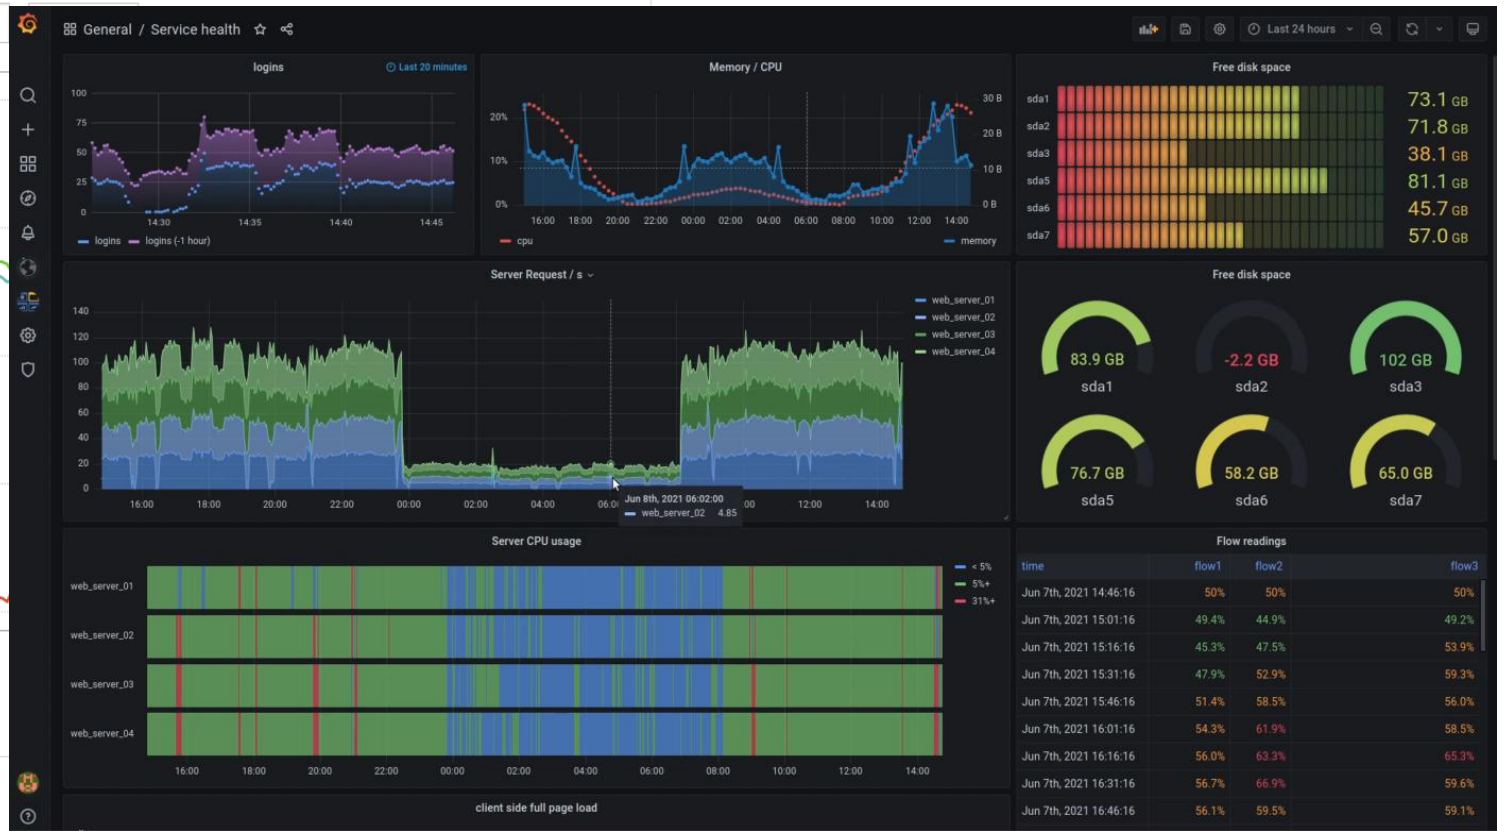 General / Service health
Last 24 hours
logins
Last 20 minutes
100
75
50
25
0
14:30 14:35 14:40 14:45
logins logins (-1 hour)
Memory / CPU
20%
10%
0%
30 B
20 B
10 B
0 B
16:00 18:00 20:00 22:00 00:00 02:00 04:00 06:00 08:00 10:00 12:00 14:00
cpu
memory
Free disk space
sda1 73.1 GB
sda2 71.8 GB
sda3 38.1 GB
sda5 81.1 GB
sda6 45.7 GB
sda7 57.0 GB
Server Request / s
140
120
100
80
60
40
20
0
16:00 18:00 20:00 22:00 00:00 02:00 04:00 06:0 00 12:00 14:00
web_server_01
web_server_02
web_server_03
web_server_04
Jun 8th, 2021 06:02:00
web_server_02 4.85
Free disk space
83.9 GB -2.2 GB 102 GB
sda1 sda2 sda3
76.7 GB 58.2 GB 65.0 GB
sda5 sda6 sda7
Server CPU usage
web_server_01
web_server_02
web_server_03
web_server_04
16:00 18:00 20:00 22:00 00:00 02:00 04:00 06:00 08:00 10:00 12:00 14:00
< 5%
5%+
31%+
Flow readings
time flow1 flow2 flow3
Jun 7th, 2021 14:46:16 50% 50% 50%
Jun 7th, 2021 15:01:16 49.4% 44.9% 49.2%
Jun 7th, 2021 15:16:16 45.3% 47.5% 53.9%
Jun 7th, 2021 15:31:16 47.9% 52.9% 59.3%
Jun 7th, 2021 15:46:16 51.4% 58.5% 56.0%
Jun 7th, 2021 16:01:16 54.3% 61.9% 58.5%
Jun 7th, 2021 16:16:16 56.0% 63.3% 65.3%
Jun 7th, 2021 16:31:16 56.7% 66.9% 59.6%
Jun 7th, 2021 16:46:16 56.1% 59.5% 59.1%
client side full page load